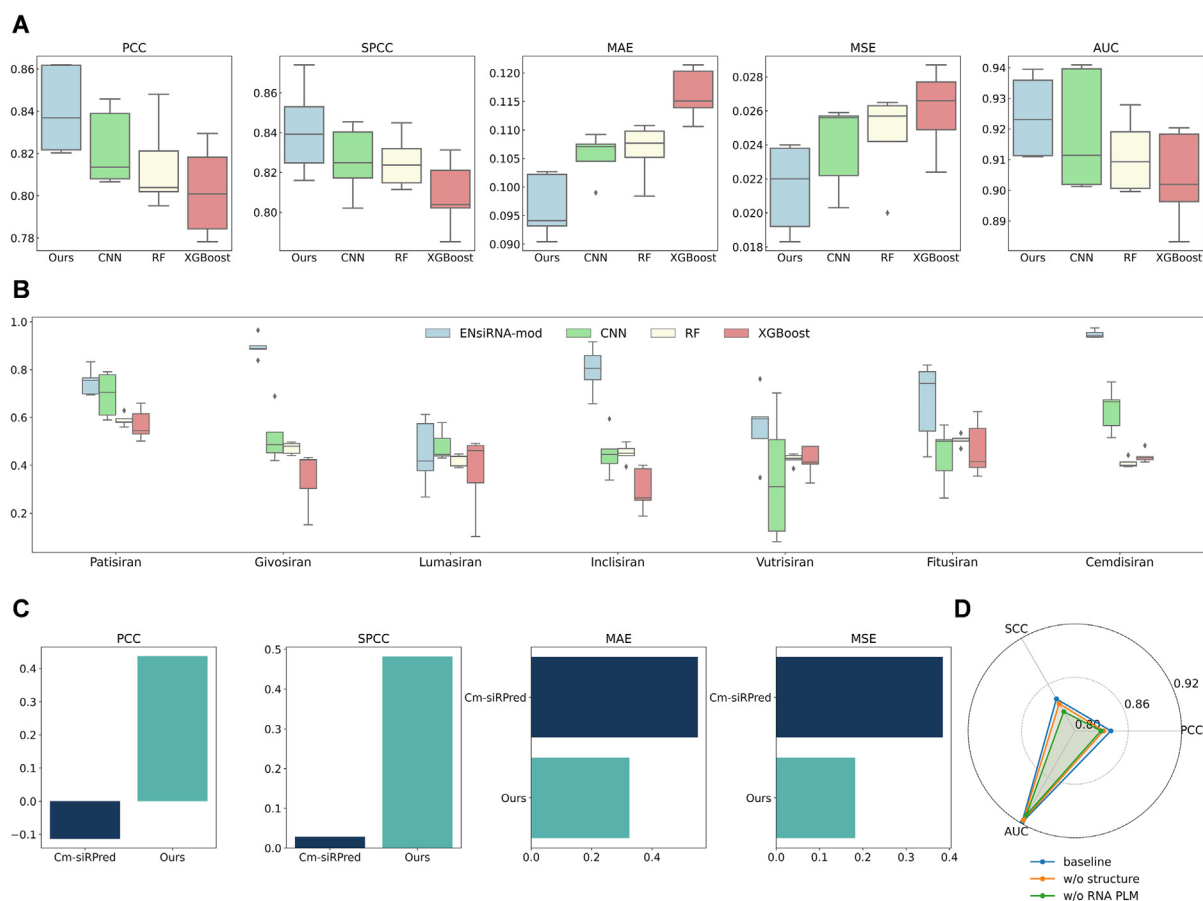 A
PCC
SPCC
MAE
MSE
AUC
0.86
0.84
0.82
0.80
0.78
0.86
0.84
0.82
0.80
0.120
0.115
0.110
0.105
0.100
0.095
0.090
0.028
0.026
0.024
0.022
0.020
0.018
0.94
0.93
0.92
0.91
0.90
0.89
Ours CNN RF XGBoost
Ours CNN RF XGBoost
Ours CNN RF XGBoost
Ours CNN RF XGBoost
Ours CNN RF XGBoost
B
1.0
0.8
0.6
0.4
0.2
ENsiRNA-mod CNN RF XGBoost
Patisiran Givosiran Lumasiran Inclisiran Vutrisiran Fitusiran Cemdisiran
C
PCC
0.4
0.3
0.2
0.1
0.0
−0.1
Cm-siRPred Ours
SPCC
0.5
0.4
0.3
0.2
0.1
0.0
Cm-siRPred Ours
MAE
Cm-siRPred
Ours
0.0 0.2 0.4
MSE
Cm-siRPred
Ours
0.0 0.1 0.2 0.3 0.4
D
SCC
0.92
0.86
0.80
PCC
AUC
baseline
w/o structure
w/o RNA PLM